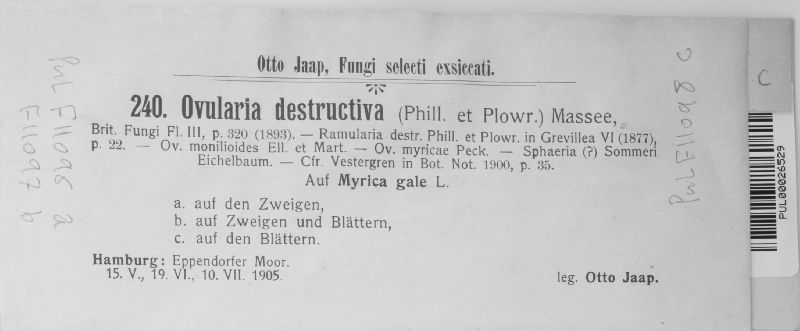 Otto Jaap, Fungi selecti exsiccati.
240. Ovularia destructiva (Phill. et Plowr.) Massee,
Brit. Fungi Fl. III, p. 320 (1893). — Ramularia destr. Phill. et Plowr. in Grevillea VI (1877),
p. 22. — Ov. monilioides Ell. et Mart. — Ov. myricae Peck. — Sphaeria (?) Sommeri
Eichelbaum. — Cfr. Vestergren in Bot. Not. 1900, p. 35.
Auf Myrica gale L.
a. auf den Zweigen,
b. auf Zweigen und Blättern,
c. auf den Blättern.
Hamburg: Eppendorfer Moor.
15. V., 19. VI., 10. VII. 1905.
leg. Otto Jaap.
PUL F11096 a
F11097 b
PUL F11098 c
C
PUL00026529